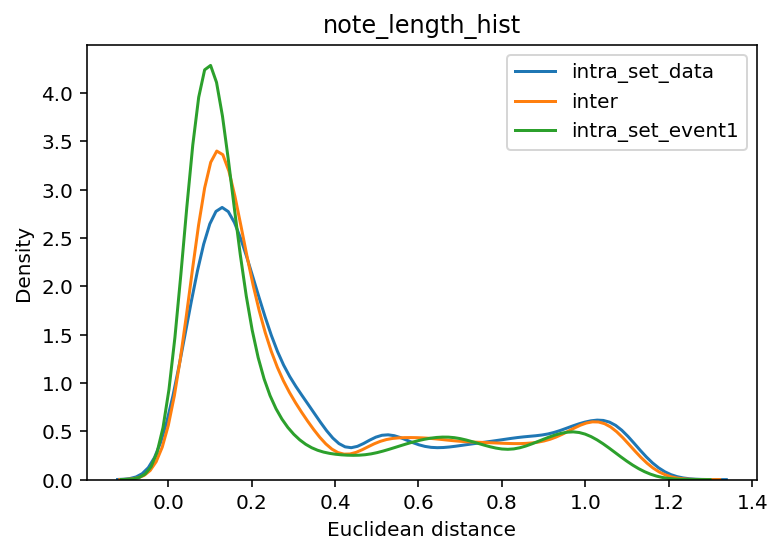 note_length_hist
intra_set_data
inter
intra_set_event1
Density
4.0
3.5
3.0
2.5
2.0
1.5
1.0
0.5
0.0
0.0 0.2 0.4 0.6 0.8 1.0 1.2 1.4
Euclidean distance